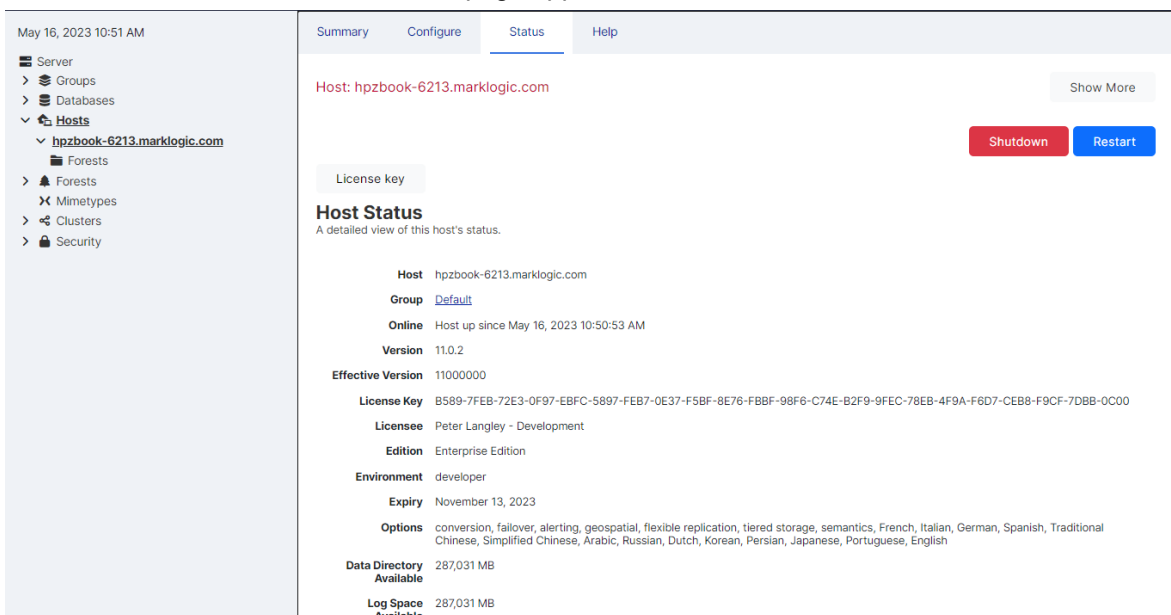 May 16, 2023 10:51 AM
Server
Groups
Databases
Hosts
hpzbook-6213.marklogic.com
Forests
Forests
Mimetypes
Clusters
Security
Summary Configure Status Help
Host: hpzbook-6213.marklogic.com Show More
Shutdown Restart
License key
Host Status
A detailed view of this host's status.
Host hpzbook-6213.marklogic.com
Group Default
Online Host up since May 16, 2023 10:50:53 AM
Version 11.0.2
Effective Version 11000000
License Key B589-7FEB-72E3-0F97-EBFC-5897-FEB7-0E37-F5BF-8E76-FBBF-98F6-C74E-B2F9-9FEC-78EB-4F9A-F6D7-CEB8-F9CF-7DBB-0C00
Licensee Peter Langley - Development
Edition Enterprise Edition
Environment developer
Expiry November 13, 2023
Options conversion, failover, alerting, geospatial, flexible replication, tiered storage, semantics, French, Italian, German, Spanish, Traditional
Chinese, Simplified Chinese, Arabic, Russian, Dutch, Korean, Persian, Japanese, Portuguese, English
Data Directory 287,031 MB
Available
Log Space 287,031 MB
Available